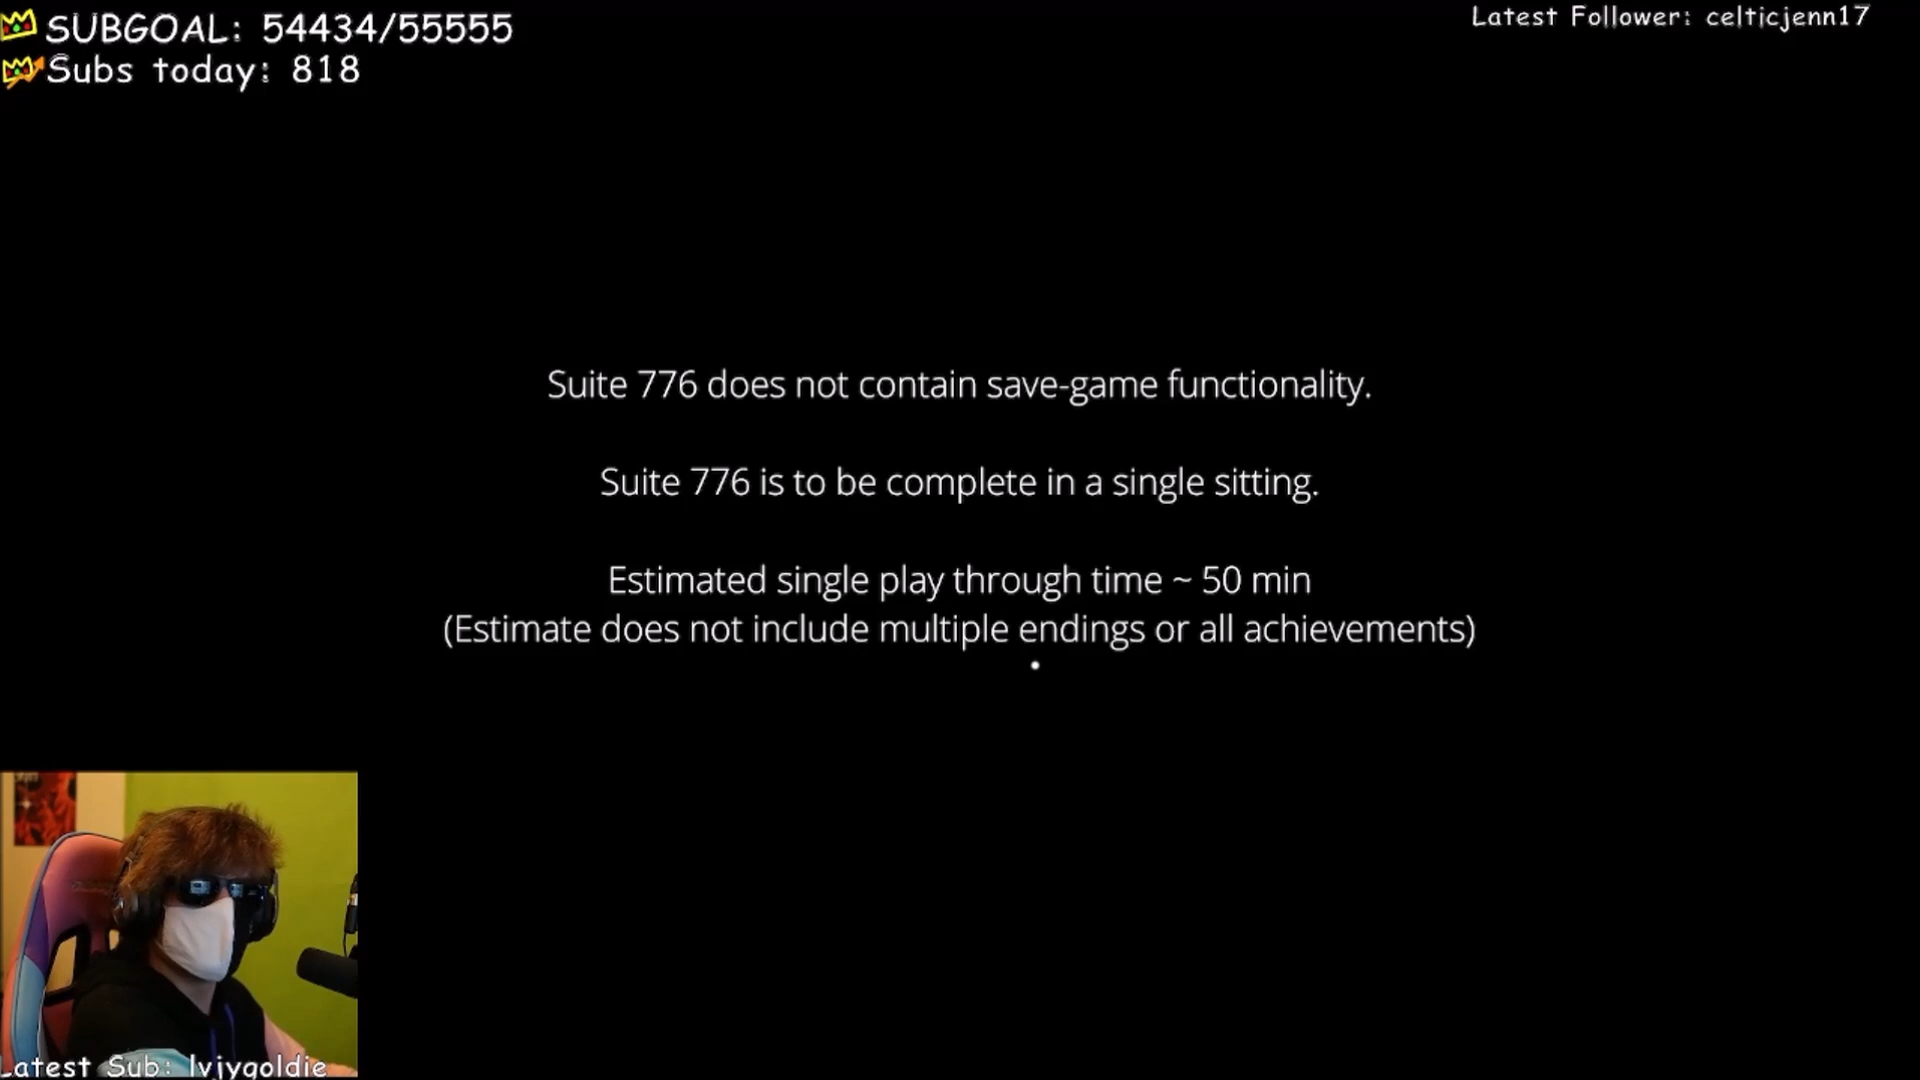 SUBGOAL: 54434/55555
Subs today: 818
Latest Follower: celticjenn17
Suite 776 does not contain save-game functionality.
Suite 776 is to be complete in a single sitting.
Estimated single play through time ~ 50 min
(Estimate does not include multiple endings or all achievements)
Latest Sub: lvjygoldie